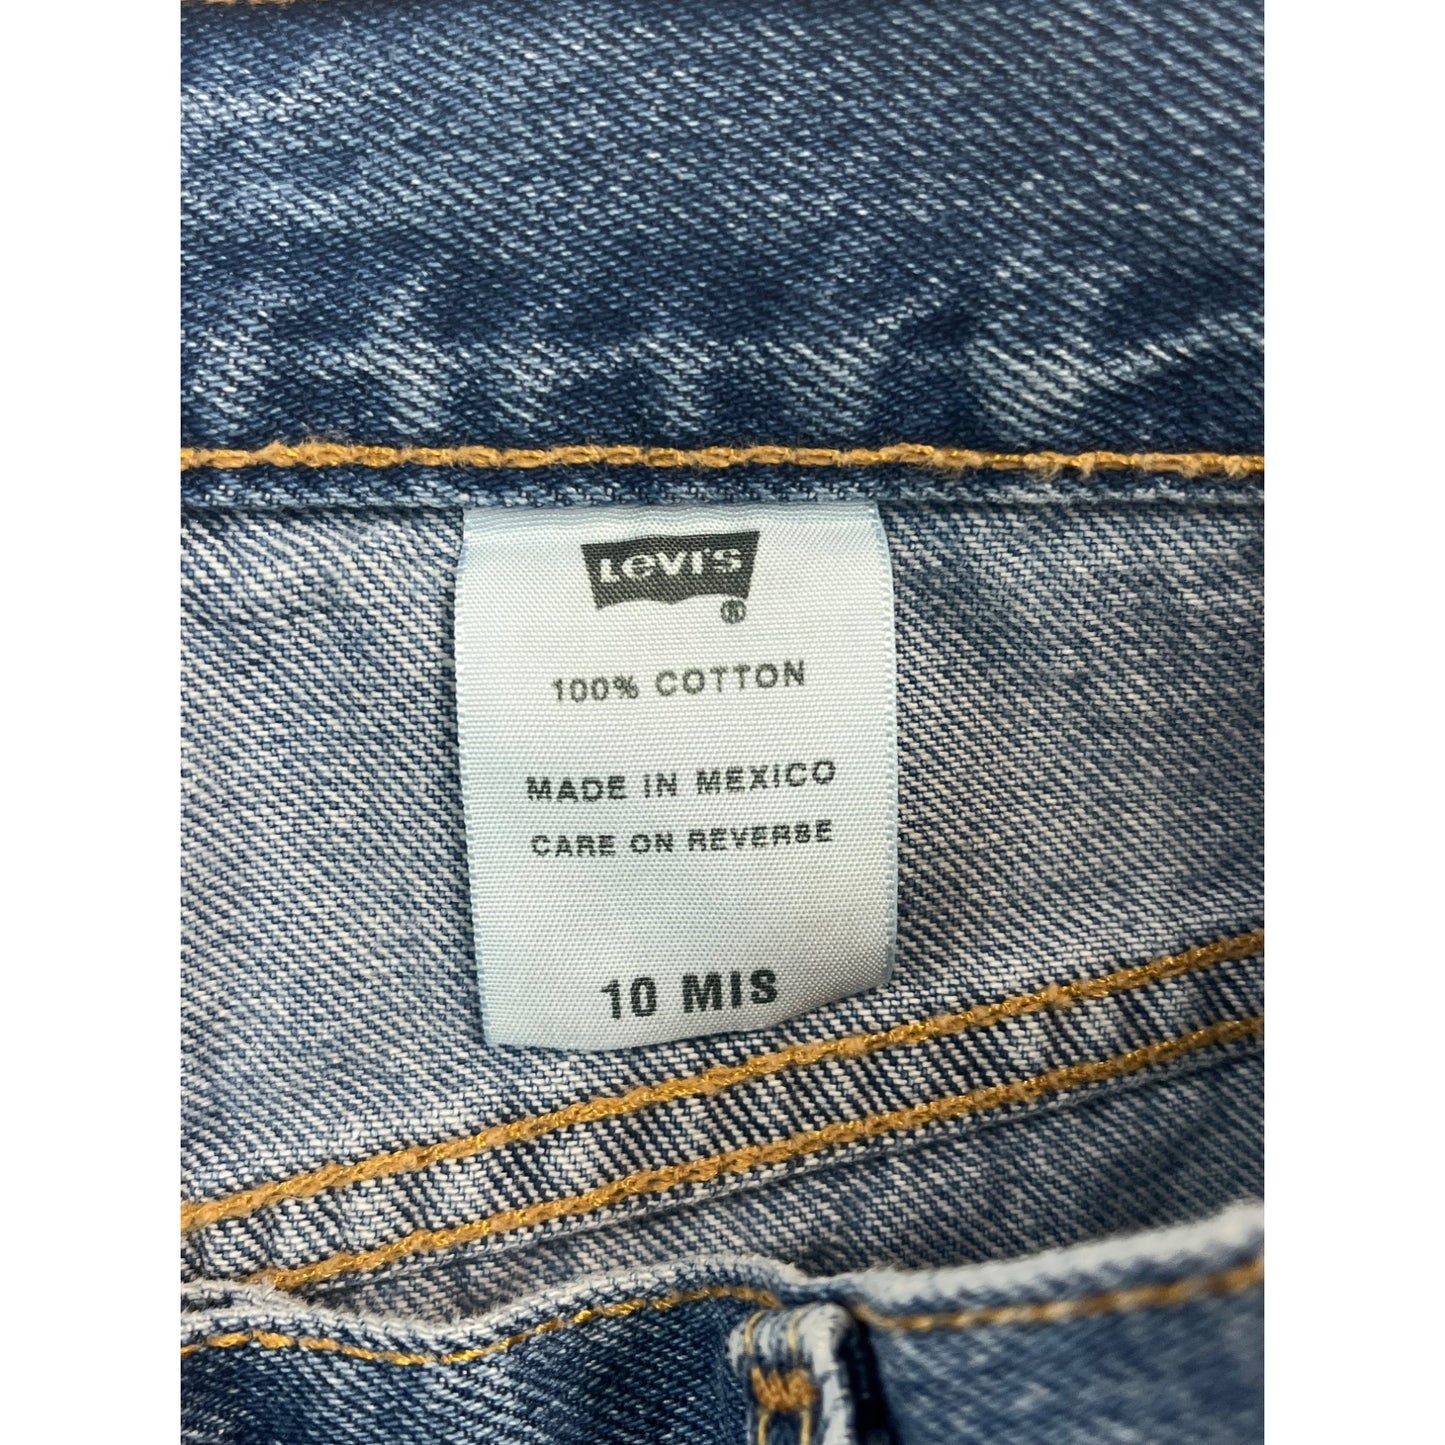 Levi's
®
100% COTTON
MADE IN MEXICO
CARE ON REVERSE
10 MIS